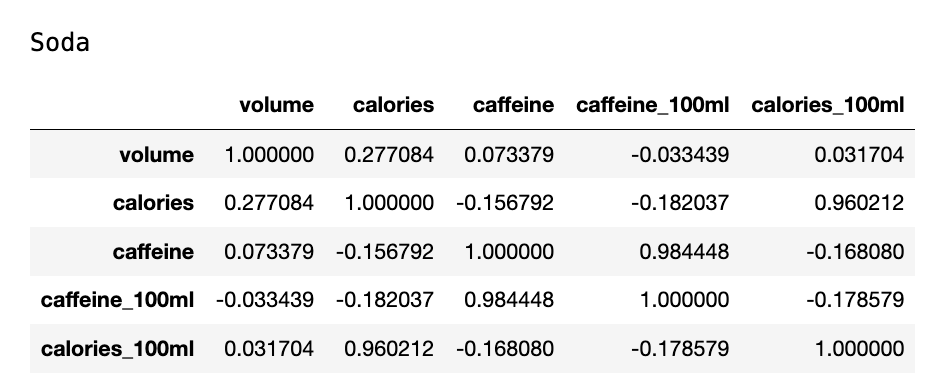 Soda
volume calories caffeine caffeine_100ml calories_100ml
volume 1.000000 0.277084 0.073379 -0.033439 0.031704
calories 0.277084 1.000000 -0.156792 -0.182037 0.960212
caffeine 0.073379 -0.156792 1.000000 0.984448 -0.168080
caffeine_100ml -0.033439 -0.182037 0.984448 1.000000 -0.178579
calories_100ml 0.031704 0.960212 -0.168080 -0.178579 1.000000